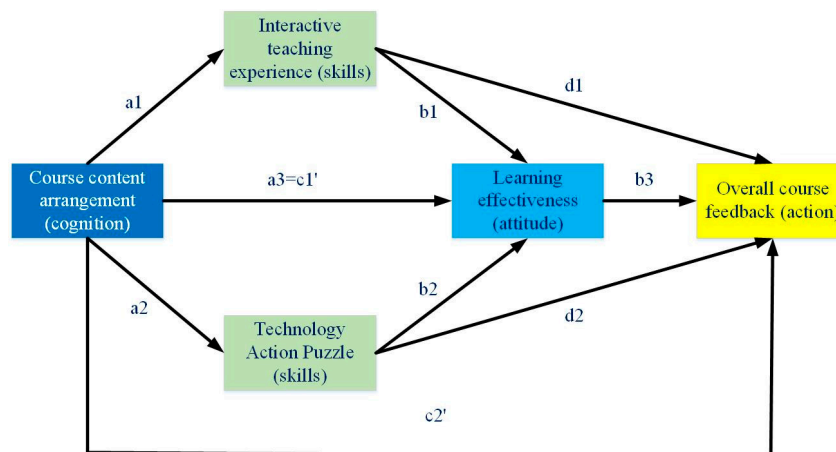 Interactive
teaching
experience (skills)
a1
b1
d1
Course content
arrangement
(cognition)
a3=c1'
Learning
effectiveness
(attitude)
b3
Overall course
feedback (action)
a2
b2
d2
Technology
Action Puzzle
(skills)
c2'